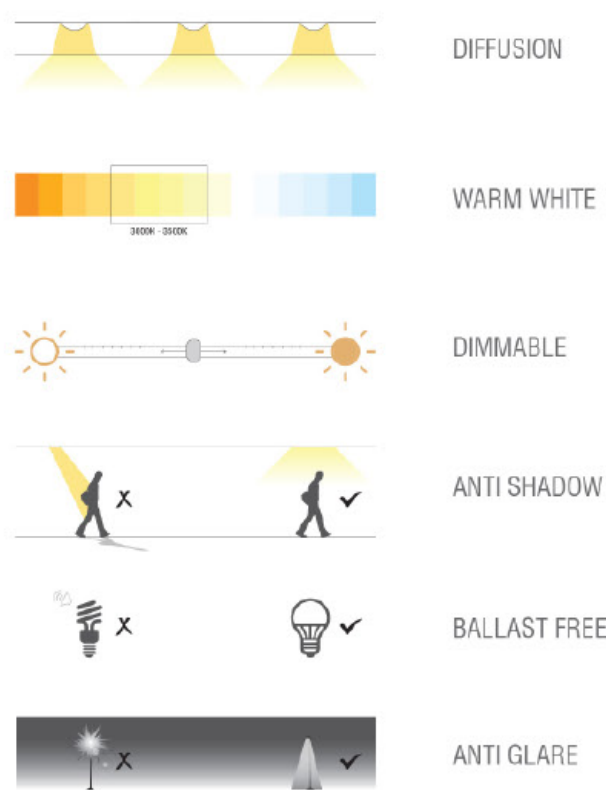 DIFFUSION
WARM WHITE
3000K - 3500K
DIMMABLE
ANTI SHADOW
BALLAST FREE
ANTI GLARE